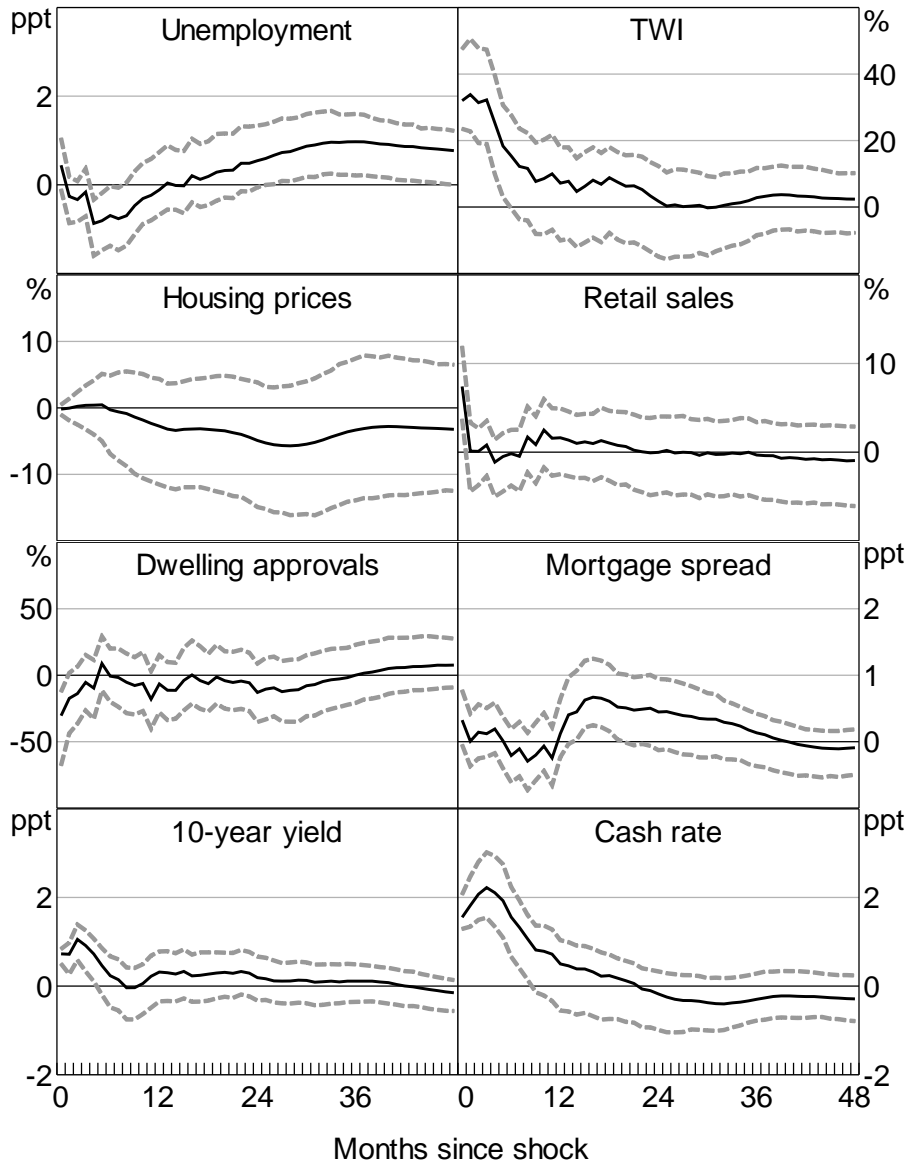 ppt Unemployment TWI %
2 40
20
0 0
% Housing prices Retail sales %
10 10
0 0
-10
% Dwelling approvals Mortgage spread ppt
50 2
0 1
-50 0
ppt 10-year yield Cash rate ppt
2 2
0 0
-2 -2
0 12 24 36 0 12 24 36 48
Months since shock